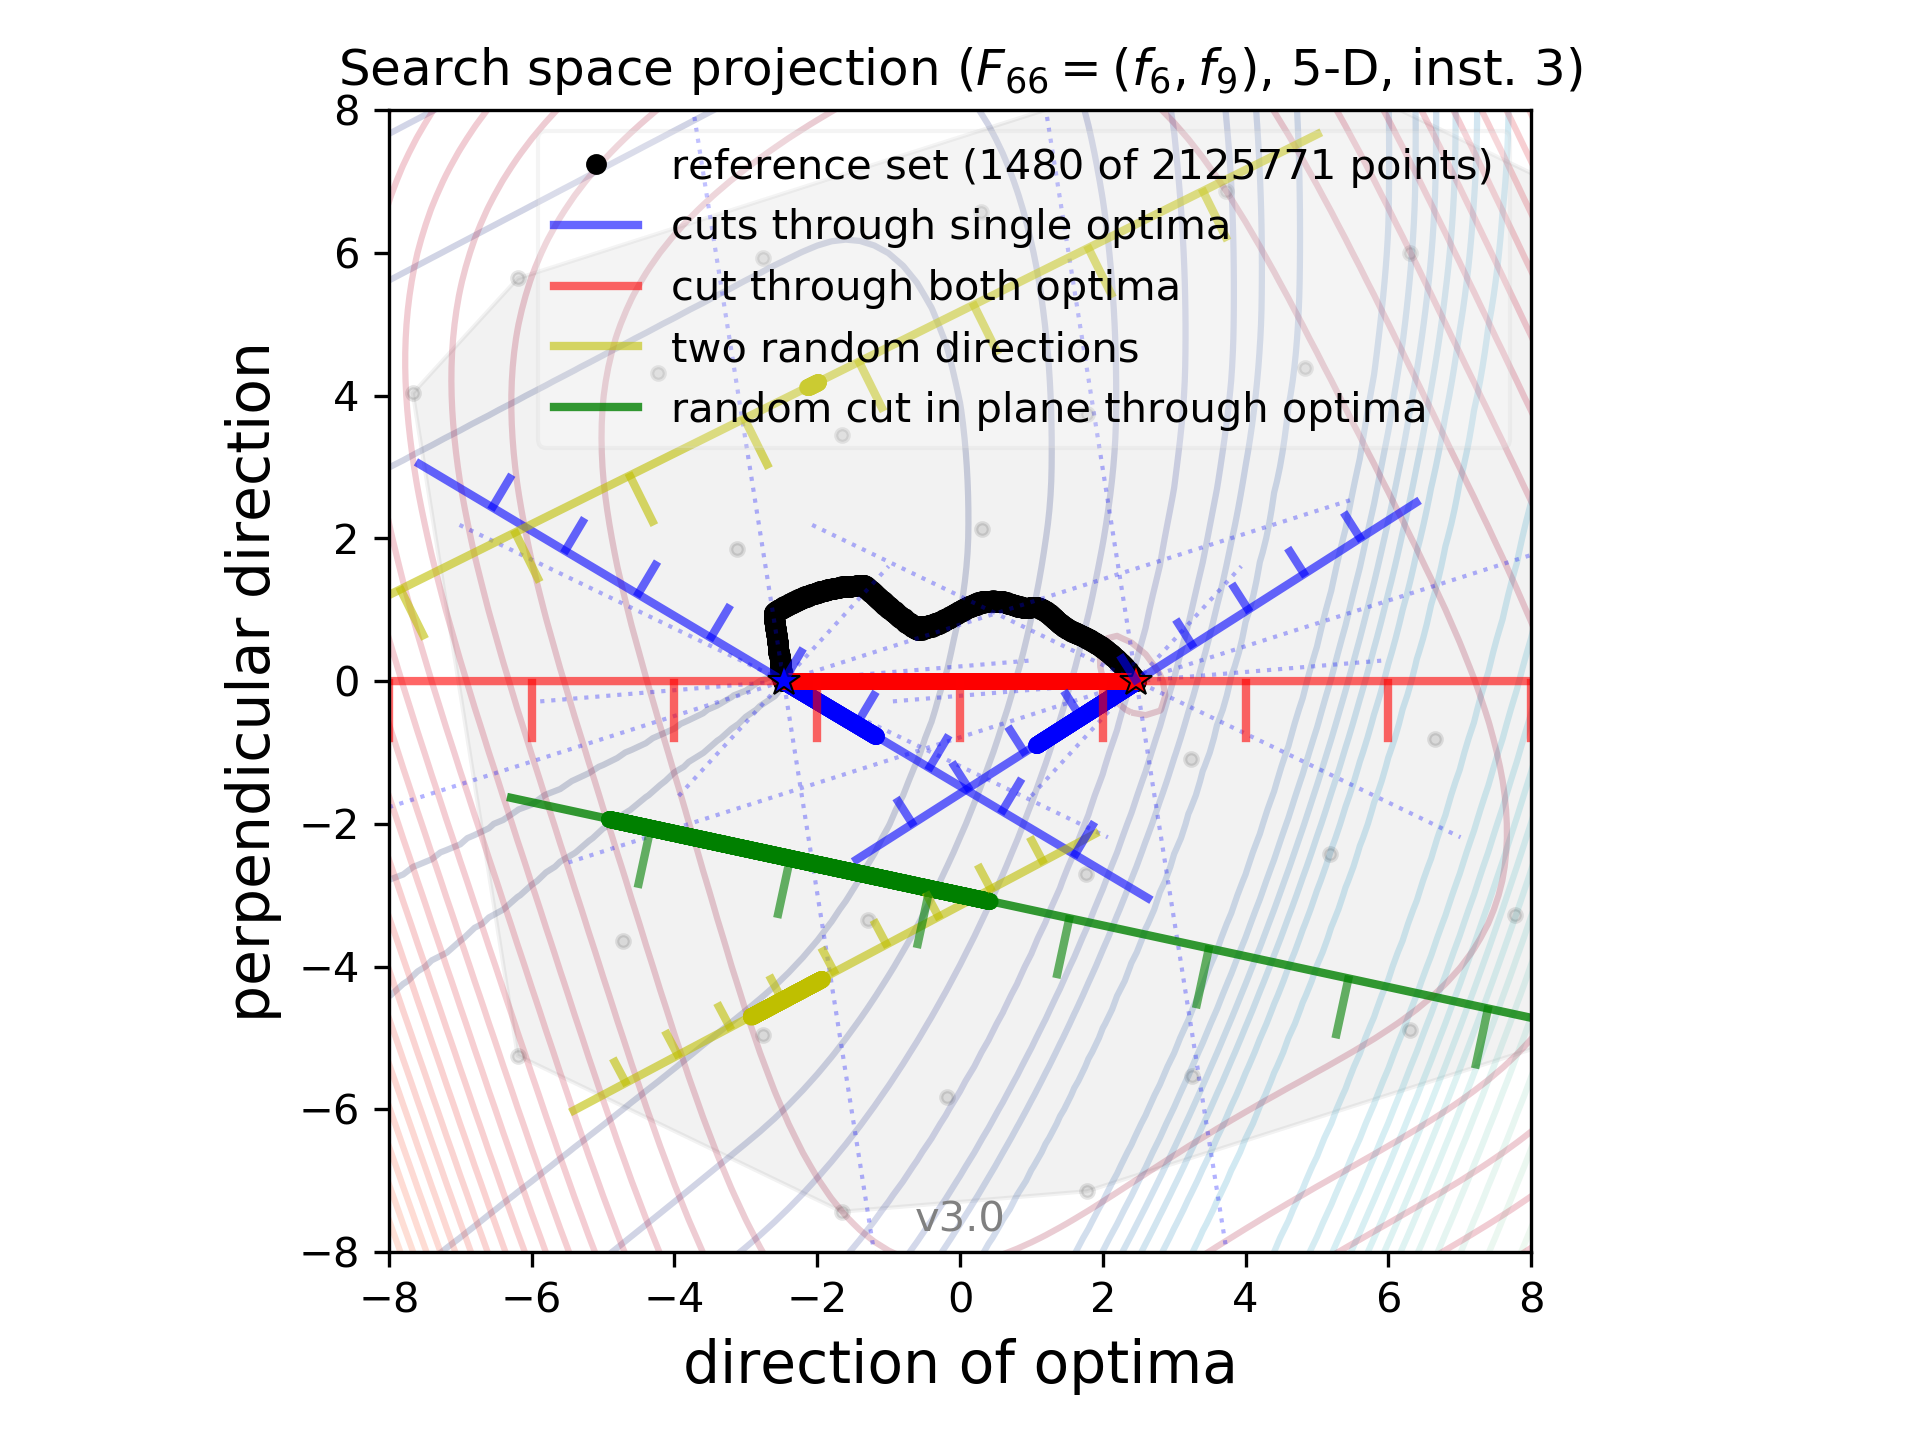 Search space projection (F66 = (f6, f9), 5-D, inst. 3)
8
6
4
2
0
−2
−4
−6
−8
perpendicular direction
reference set (1480 of 2125771 points)
cuts through single optima
cut through both optima
two random directions
random cut in plane through optima
v3.0
−8 −6 −4 −2 0 2 4 6 8
direction of optima